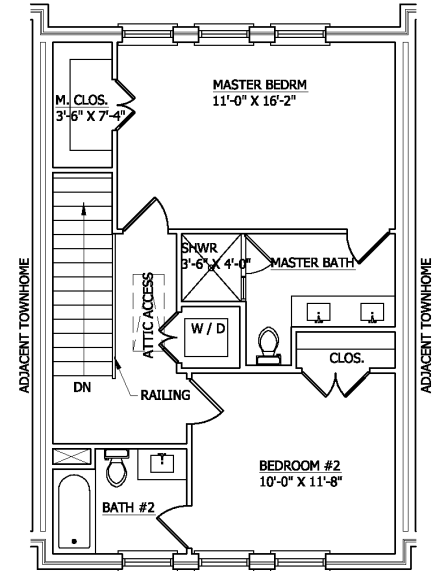 MASTER BEDRM
11'-0" X 16'-2"
M. CLOS.
3'-6" X 7'-4"
SHWR
3'-6" X 4'-0"
MASTER BATH
ADJACENT TOWNHOME
ADJACENT TOWNHOME
ATTIC ACCESS
W / D
CLOS.
DN
RAILING
BEDROOM #2
10'-0" X 11'-8"
BATH #2